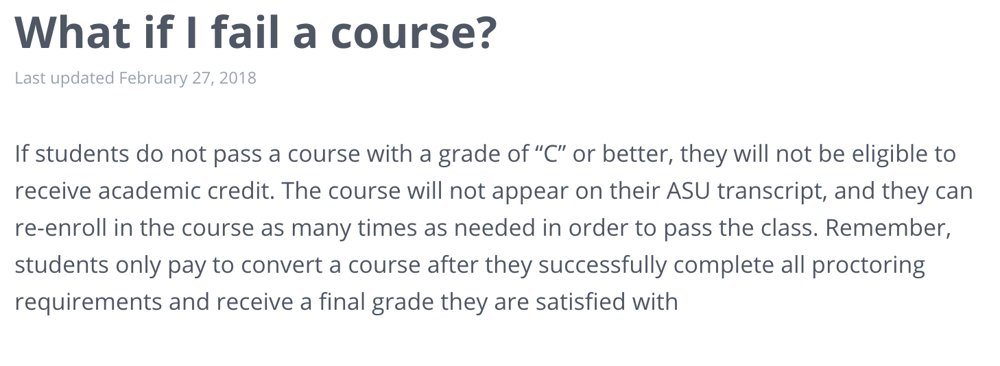 What if I fail a course?
Last updated February 27, 2018
If students do not pass a course with a grade of “C” or better, they will not be eligible to
receive academic credit. The course will not appear on their ASU transcript, and they can
re-enroll in the course as many times as needed in order to pass the class. Remember,
students only pay to convert a course after they successfully complete all proctoring
requirements and receive a final grade they are satisfied with